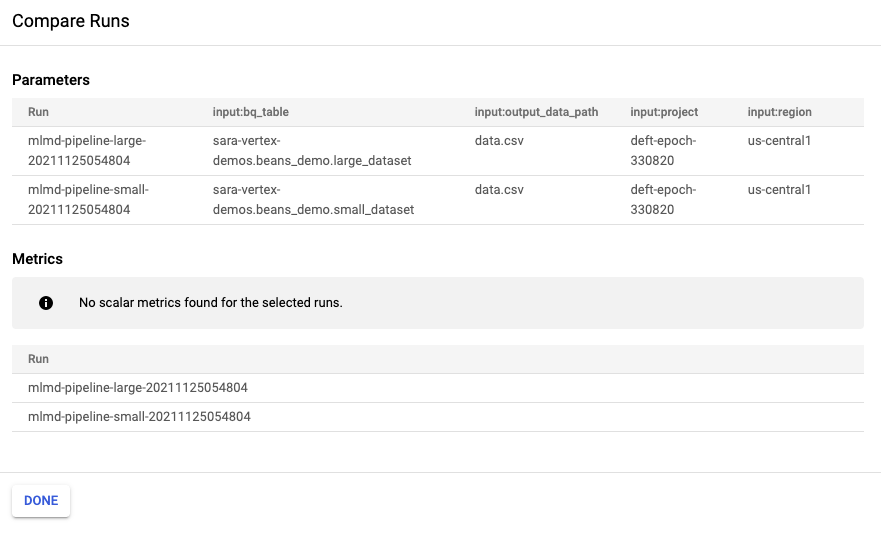 Compare Runs
Parameters
Run input:bq_table input:output_data_path input:project input:region
mlmd-pipeline-large- sara-vertex- data.csv deft-epoch- us-central1
20211125054804 demos.beans_demo.large_dataset 330820
mlmd-pipeline-small- sara-vertex- data.csv deft-epoch- us-central1
20211125054804 demos.beans_demo.small_dataset 330820
Metrics
No scalar metrics found for the selected runs.
Run
mlmd-pipeline-large-20211125054804
mlmd-pipeline-small-20211125054804
DONE